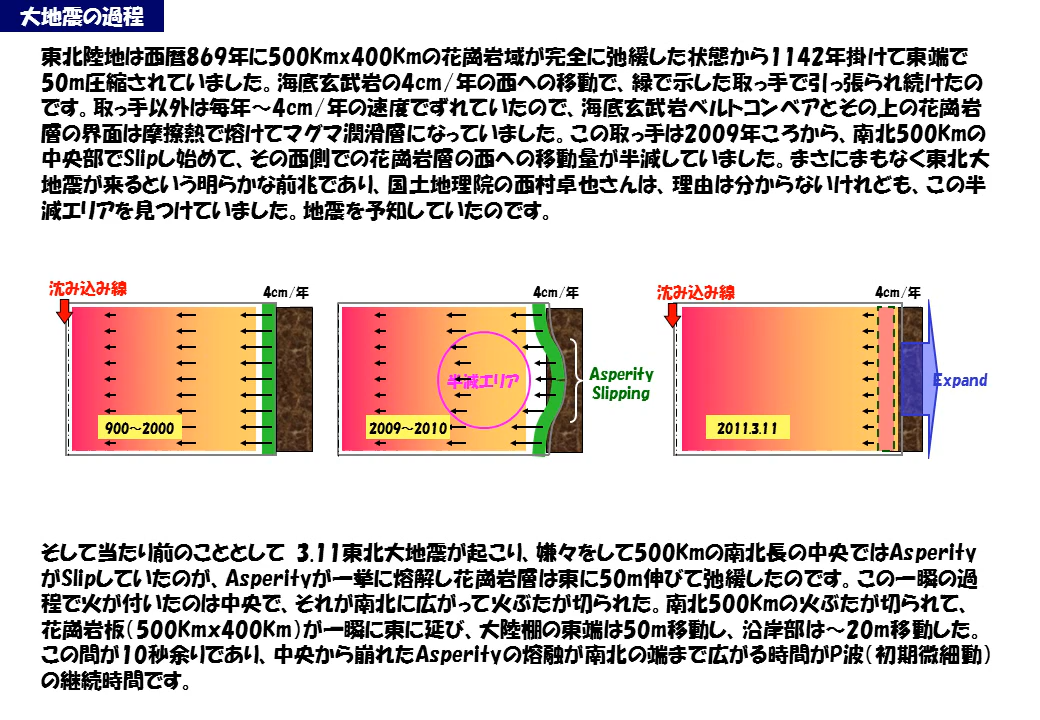 大地震の過程
東北陸地は西暦869年に500Kmx400Kmの花崗岩域が完全に弛緩した状態から1142年掛けて東端で
50m圧縮されていました。海底玄武岩の4cm/年の西への移動で、緑で示した取っ手で引っ張られ続けたの
です。取っ手以外は毎年～4cm/年の速度でずれていたので、海底玄武岩ベルトコンベアとその上の花崗岩
層の界面は摩擦熱で熔けてマグマ潤滑層になっていました。この取っ手は2009年ころから、南北500Kmの
中央部でSlipし始めて、その西側での花崗岩層の西への移動量が半減していました。まさにまもなく東北大
地震が来るという明らかな前兆であり、国土地理院の西村卓也さんは、理由は分からないけれども、この半
減エリアを見つけていました。地震を予知していたのです。
沈み込み線
4cm/年
4cm/年
沈み込み線
4cm/年
半減エリア
Asperity
Slipping
Expand
900～2000
2009～2010
2011.3.11
そして当たり前のこととして 3.11東北大地震が起こり、嫌々をして500Kmの南北長の中央ではAsperity
がSlipしていたのが、Asperityが一挙に熔解し花崗岩層は東に50m伸びて弛緩したのです。この一瞬の過
程で火が付いたのは中央で、それが南北に広がって火ぶたが切られた。南北500Kmの火ぶたが切られて、
花崗岩板（500Kmx400Km）が一瞬に東に延び、大陸棚の東端は50m移動し、沿岸部は～20m移動した。
この間が10秒余りであり、中央から崩れたAsperityの熔融が南北の端まで広がる時間がP波（初期微細動）
の継続時間です。